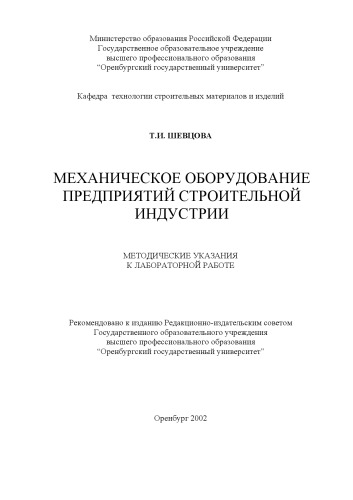 Министерство образования Российской Федерации
Государственное образовательное учреждение
высшего профессионального образования
“Оренбургский государственный университет”
Кафедра технологии строительных материалов и изделий
Т.И. ШЕВЦОВА
МЕХАНИЧЕСКОЕ ОБОРУДОВАНИЕ
ПРЕДПРИЯТИЙ СТРОИТЕЛЬНОЙ
ИНДУСТРИИ
МЕТОДИЧЕСКИЕ УКАЗАНИЯ
К ЛАБОРАТОРНОЙ РАБОТЕ
Рекомендовано к изданию Редакционно-издательским советом
Государственного образовательного учреждения
высшего профессионального образования
“Оренбургский государственный университет”
Оренбург 2002